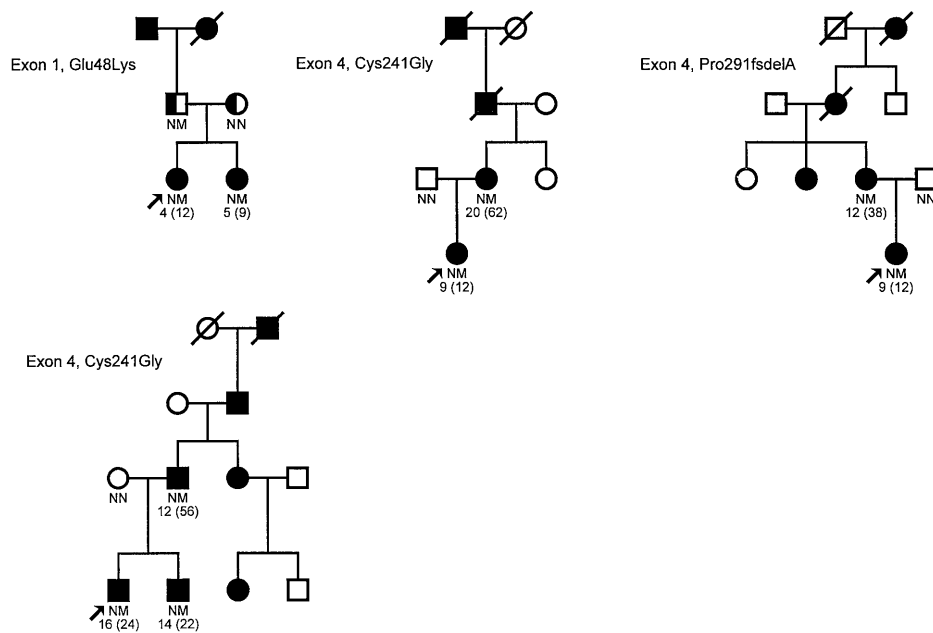 Exon 1, Glu48Lys
NM
NN
NM
4 (12)
NM
5 (9)
Exon 4, Cys241Gly
NN
NM
20 (62)
NM
9 (12)
Exon 4, Pro291fsdelA
NM
12 (38)
NN
NM
9 (12)
Exon 4, Cys241Gly
NN
NM
12 (56)
NM
16 (24)
NM
14 (22)